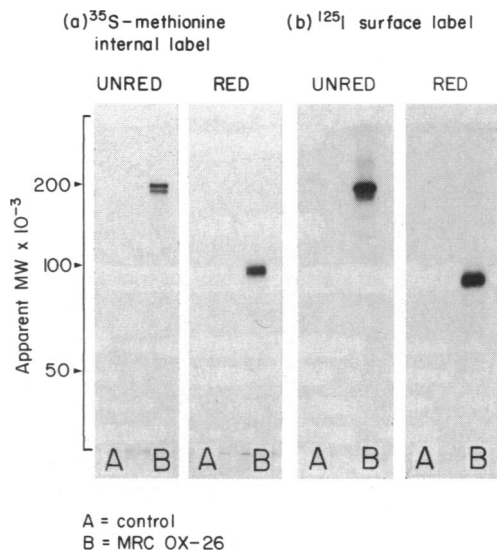 (a) ³⁵S-methionine internal label
(b) ¹²⁵I surface label
UNRED RED UNRED RED
Apparent MW x 10⁻³
200
100
50
A B A B A B A B
A = control
B = MRC OX-26